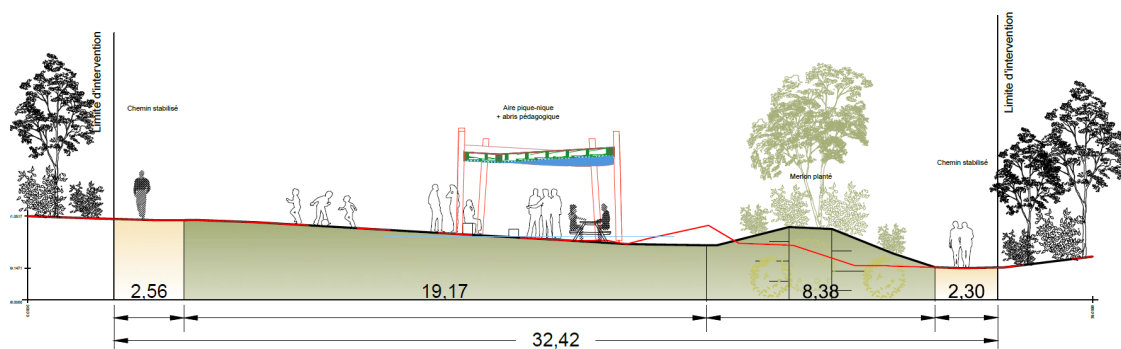 Limite d'intervention
Limite d'intervention
Chemin stabilisé
Aire pique-nique
+ abris pédagogique
Merlon planté
Chemin stabilisé
2,56
19,17
8,38
2,30
32,42